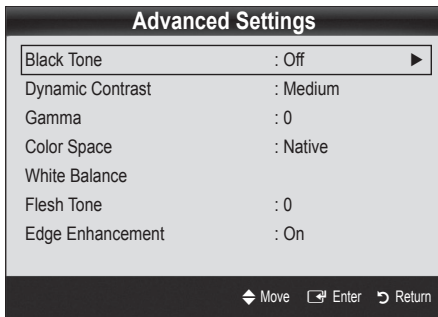 Advanced Settings
Black Tone : Off ►
Dynamic Contrast : Medium
Gamma : 0
Color Space : Native
White Balance
Flesh Tone : 0
Edge Enhancement : On
Move Enter Return